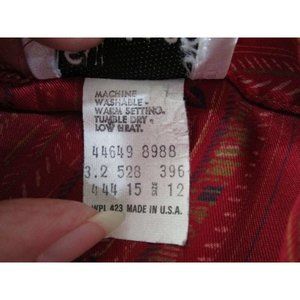 MACHINE
WASHABLE -
WARM SETTING.
TUMBLE DRY -
LOW HEAT.
44649 8988
3.2 528 396
444 15 SIZE 12
WPL 423 MADE IN U.S.A.